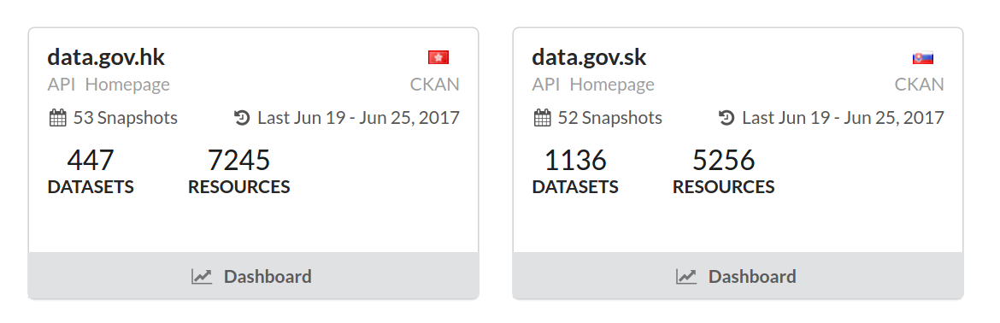 data.gov.hk
API Homepage CKAN
53 Snapshots Last Jun 19 - Jun 25, 2017
447 7245
DATASETS RESOURCES
Dashboard
data.gov.sk
API Homepage CKAN
52 Snapshots Last Jun 19 - Jun 25, 2017
1136 5256
DATASETS RESOURCES
Dashboard